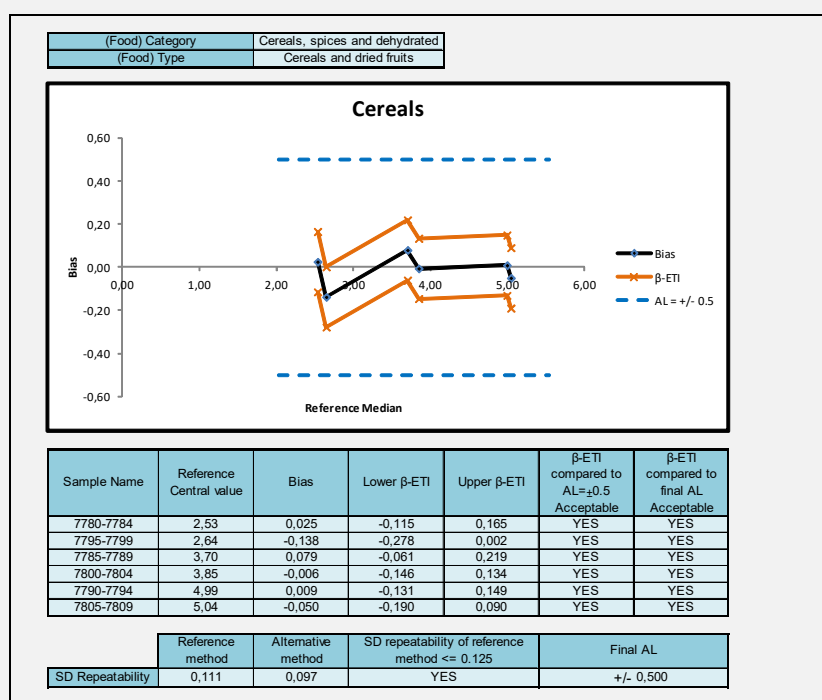 (Food) Category Cereals, spices and dehydrated
(Food) Type Cereals and dried fruits
Cereals
0,60
0,40
0,20
0,00
-0,20
-0,40
-0,60
Bias
0,00 1,00 2,00 3,00 4,00 5,00 6,00
Reference Median
Bias
β-ETI
AL = +/- 0.5
Sample Name Reference Central value Bias Lower β-ETI Upper β-ETI β-ETI compared to AL=±0.5 Acceptable β-ETI compared to final AL Acceptable
7780-7784 2,53 0,025 -0,115 0,165 YES YES
7795-7799 2,64 -0,138 -0,278 0,002 YES YES
7785-7789 3,70 0,079 -0,061 0,219 YES YES
7800-7804 3,85 -0,006 -0,146 0,134 YES YES
7790-7794 4,99 0,009 -0,131 0,149 YES YES
7805-7809 5,04 -0,050 -0,190 0,090 YES YES
Reference method Alternative method SD repeatability of reference method <= 0.125 Final AL
SD Repeatability 0,111 0,097 YES +/- 0,500